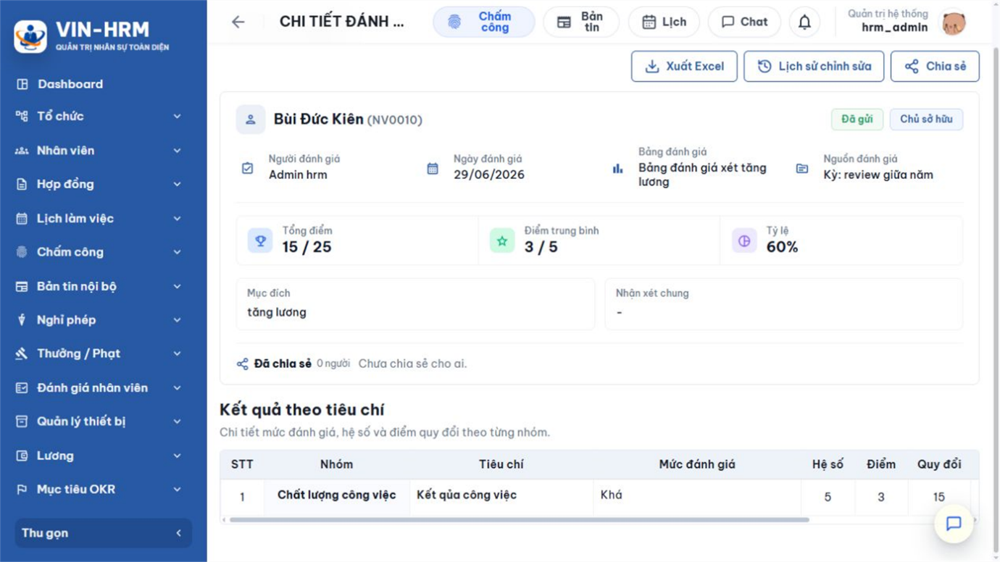 VIN-HRM
QUẢN TRỊ NHÂN SỰ TOÀN DIỆN
Dashboard
Tổ chức
Nhân viên
Hợp đồng
Lịch làm việc
Chấm công
Bản tin nội bộ
Nghỉ phép
Thưởng / Phạt
Đánh giá nhân viên
Quản lý thiết bị
Lương
Mục tiêu OKR
Thu gọn
CHI TIẾT ĐÁNH ...
Chấm
công
Bản
tin
Lịch
Chat
Quản trị hệ thống
hrm_admin
Xuất Excel
Lịch sử chỉnh sửa
Chia sẻ
Bùi Đức Kiên (NV0010)
Đã gửi
Chủ sở hữu
Người đánh giá
Admin hrm
Ngày đánh giá
29/06/2026
Bảng đánh giá
Bảng đánh giá xét tăng
lương
Nguồn đánh giá
Kỳ: review giữa năm
Tổng điểm
15 / 25
Điểm trung bình
3 / 5
Tỷ lệ
60%
Mục đích
tăng lương
Nhận xét chung
-
Đã chia sẻ 0 người Chưa chia sẻ cho ai.
Kết quả theo tiêu chí
Chi tiết mức đánh giá, hệ số và điểm quy đổi theo từng nhóm.
STT Nhóm Tiêu chí Mức đánh giá Hệ số Điểm Quy đổi
1 Chất lượng công việc Kết qủa công việc Khá 5 3 15